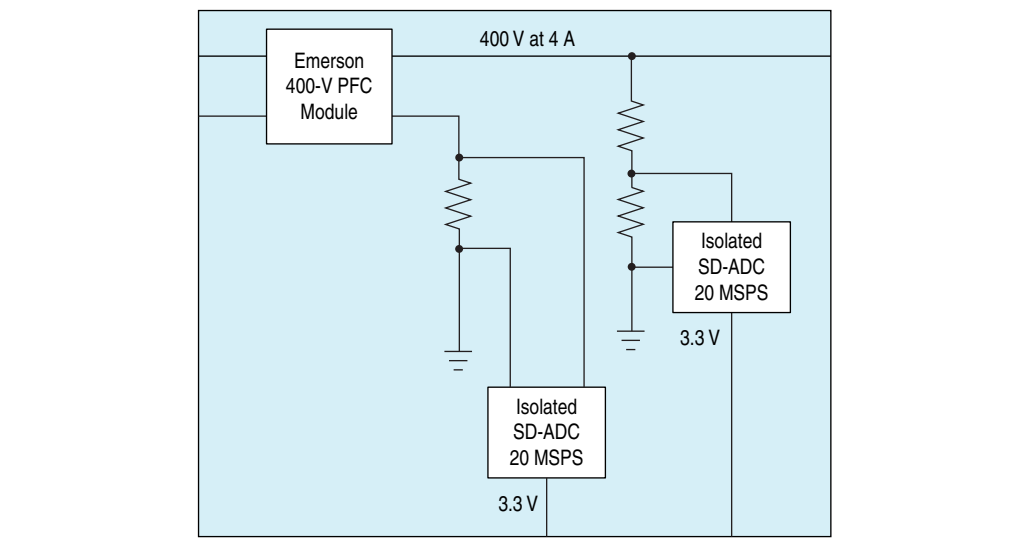 400 V at 4 A
Emerson
400-V PFC
Module
Isolated
SD-ADC
20 MSPS
3.3 V
Isolated
SD-ADC
20 MSPS
3.3 V